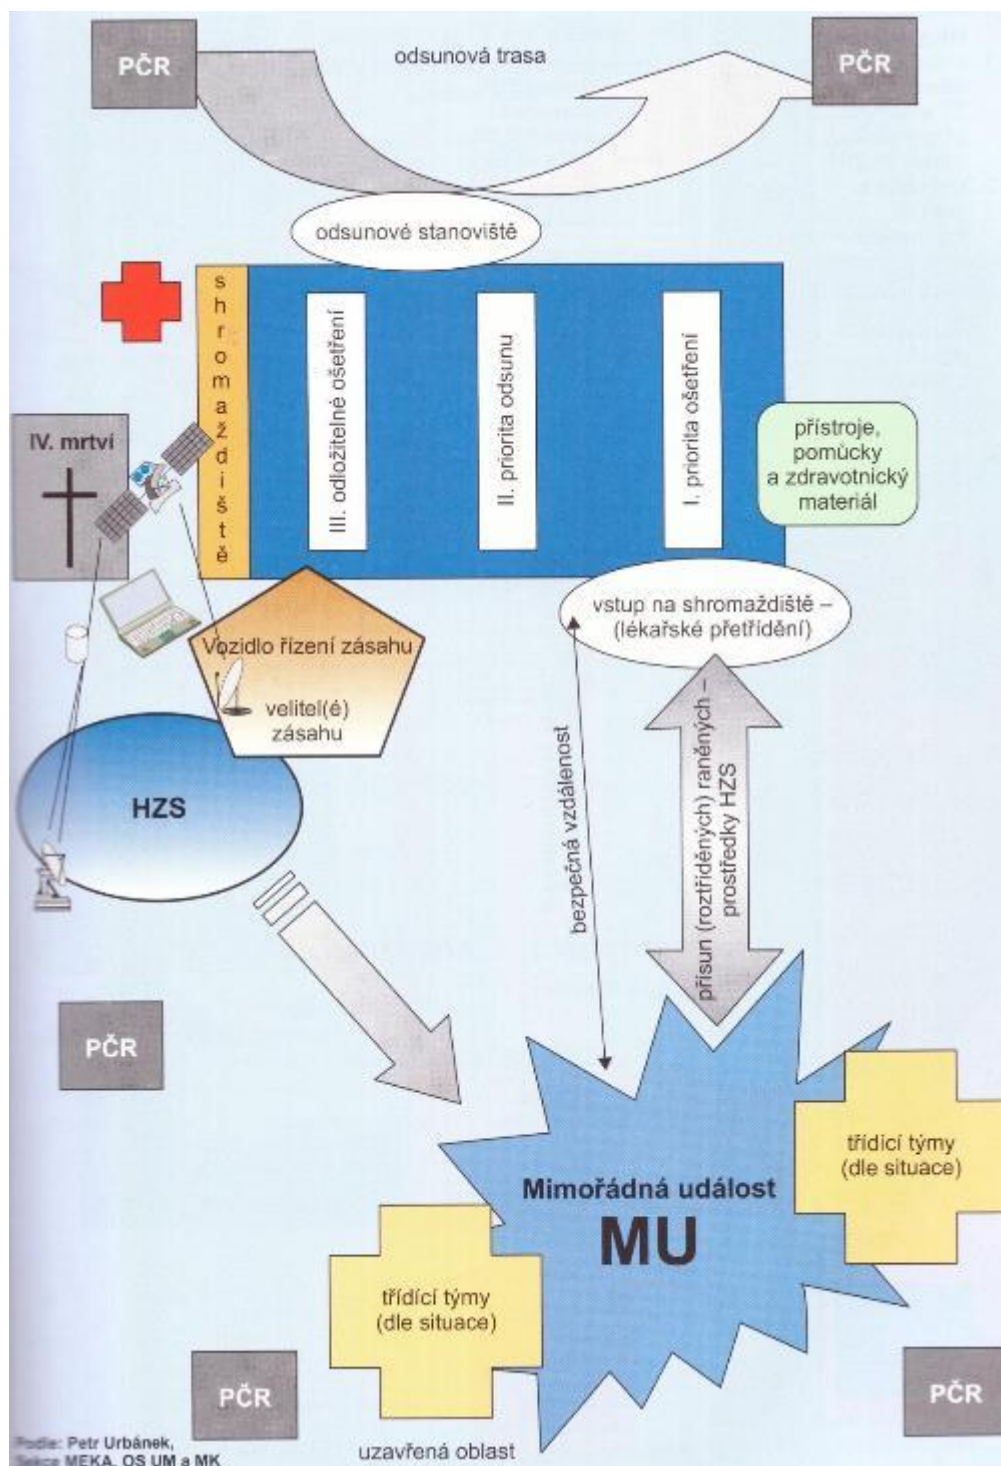 PČR
odsunová trasa
PČR
odsunové stanoviště
shromaždiště
III. odložitelné ošetření
II. priorita odsunu
I. priorita ošetření
IV. mrtví
přístroje,
pomůcky
a zdravotnický
materiál
vstup na shromaždiště –
(lékařské přetřídění)
Vozidlo řízení zásahu
velitel(é)
zásahu
HZS
bezpečná vzdálenost
přísun (roztříděných) raněných –
prostředky HZS
PČR
třídicí týmy
(dle situace)
Mimořádná událost
MU
třídící týmy
(dle situace)
PČR
PČR
uzavřená oblast
Podle: Petr Urbánek,
Sekce MEKA, OS UM a MK